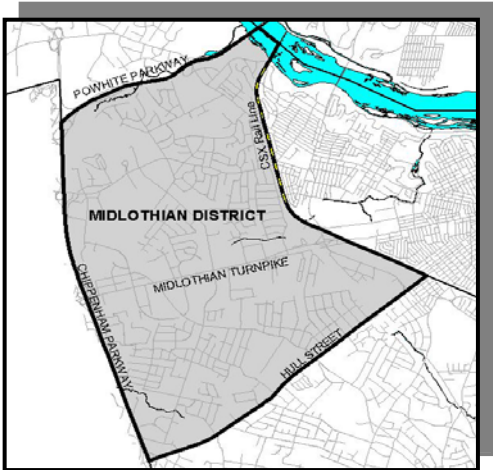 POWHITE PARKWAY
CSX Rail Line
MIDLOTHIAN DISTRICT
MIDLOTHIAN TURNPIKE
CHIPPENHAM PARKWAY
HULL STREET